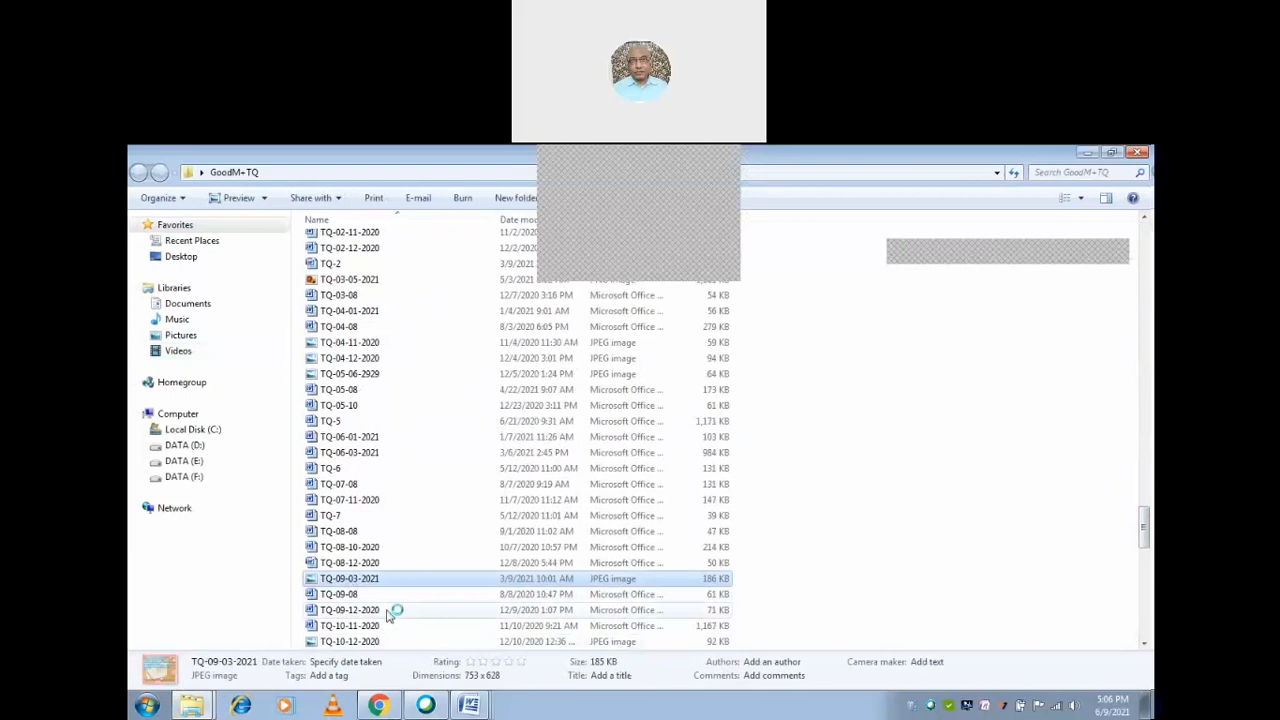 GoodM+TQ
Search GoodM+TQ
Organize Preview Share with Print E-mail Burn New folder
Name Date mod
Favorites
Recent Places
Desktop
Libraries
Documents
Music
Pictures
Videos
Homegroup
Computer
Local Disk (C:)
DATA (D:)
DATA (E:)
DATA (F:)
Network
TQ-02-11-2020 11/2/2020
TQ-02-12-2020 12/2/2020
TQ-2 3/9/2021
TQ-03-05-2021 5/3/2021
TQ-03-08 12/7/2020 3:16 PM Microsoft Office ... 54 KB
TQ-04-01-2021 1/4/2021 9:01 AM Microsoft Office ... 56 KB
TQ-04-08 8/3/2020 6:05 PM Microsoft Office ... 279 KB
TQ-04-11-2020 11/4/2020 11:30 AM JPEG image 59 KB
TQ-04-12-2020 12/4/2020 3:01 PM JPEG image 94 KB
TQ-05-06-2929 12/5/2020 1:24 PM JPEG image 64 KB
TQ-05-08 4/22/2021 9:07 AM Microsoft Office ... 173 KB
TQ-05-10 12/23/2020 3:11 PM Microsoft Office ... 61 KB
TQ-5 6/21/2020 9:31 AM Microsoft Office ... 1,171 KB
TQ-06-01-2021 1/7/2021 11:26 AM Microsoft Office ... 103 KB
TQ-06-03-2021 3/6/2021 2:45 PM Microsoft Office ... 984 KB
TQ-6 5/12/2020 11:00 AM Microsoft Office ... 131 KB
TQ-07-08 8/7/2020 9:19 AM Microsoft Office ... 131 KB
TQ-07-11-2020 11/7/2020 11:12 AM Microsoft Office ... 147 KB
TQ-7 5/12/2020 11:01 AM Microsoft Office ... 39 KB
TQ-08-08 9/1/2020 11:02 AM Microsoft Office ... 47 KB
TQ-08-10-2020 10/7/2020 10:57 PM Microsoft Office ... 214 KB
TQ-08-12-2020 12/8/2020 5:44 PM Microsoft Office ... 50 KB
TQ-09-03-2021 3/9/2021 10:01 AM JPEG image 186 KB
TQ-09-08 8/8/2020 10:47 PM Microsoft Office ... 61 KB
TQ-09-12-2020 12/9/2020 1:07 PM Microsoft Office ... 71 KB
TQ-10-11-2020 11/10/2020 9:21 AM Microsoft Office ... 1,167 KB
TQ-10-12-2020 12/10/2020 12:36 ... JPEG image 92 KB
TQ-09-03-2021 Date taken: Specify date taken Rating: Size: 185 KB Authors: Add an author Camera maker: Add text
JPEG image Tags: Add a tag Dimensions: 753 x 628 Title: Add a title Comments: Add comments
5:06 PM
6/9/2021